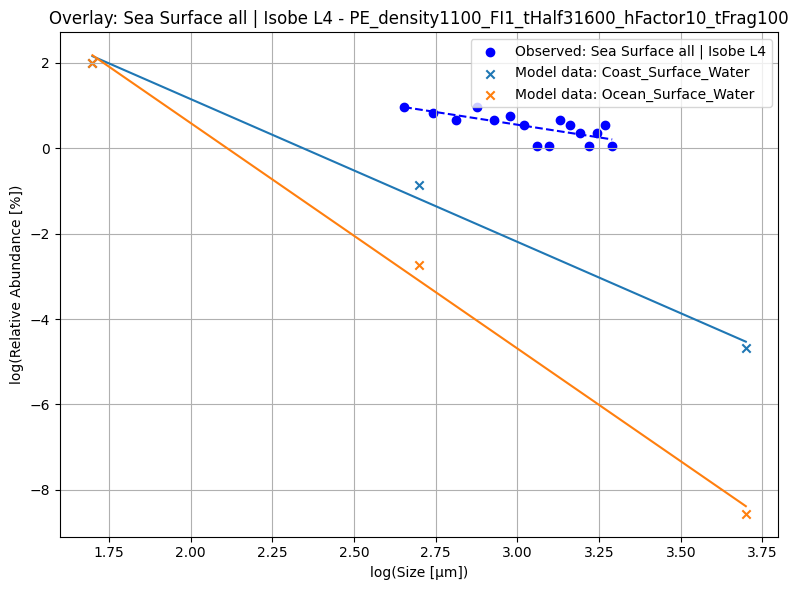 Overlay: Sea Surface all | Isobe L4 - PE_density1100_FI1_tHalf31600_hFactor10_tFrag100
Observed: Sea Surface all | Isobe L4
Model data: Coast_Surface_Water
Model data: Ocean_Surface_Water
log(Relative Abundance [%])
2
0
−2
−4
−6
−8
1.75 2.00 2.25 2.50 2.75 3.00 3.25 3.50 3.75
log(Size [µm])